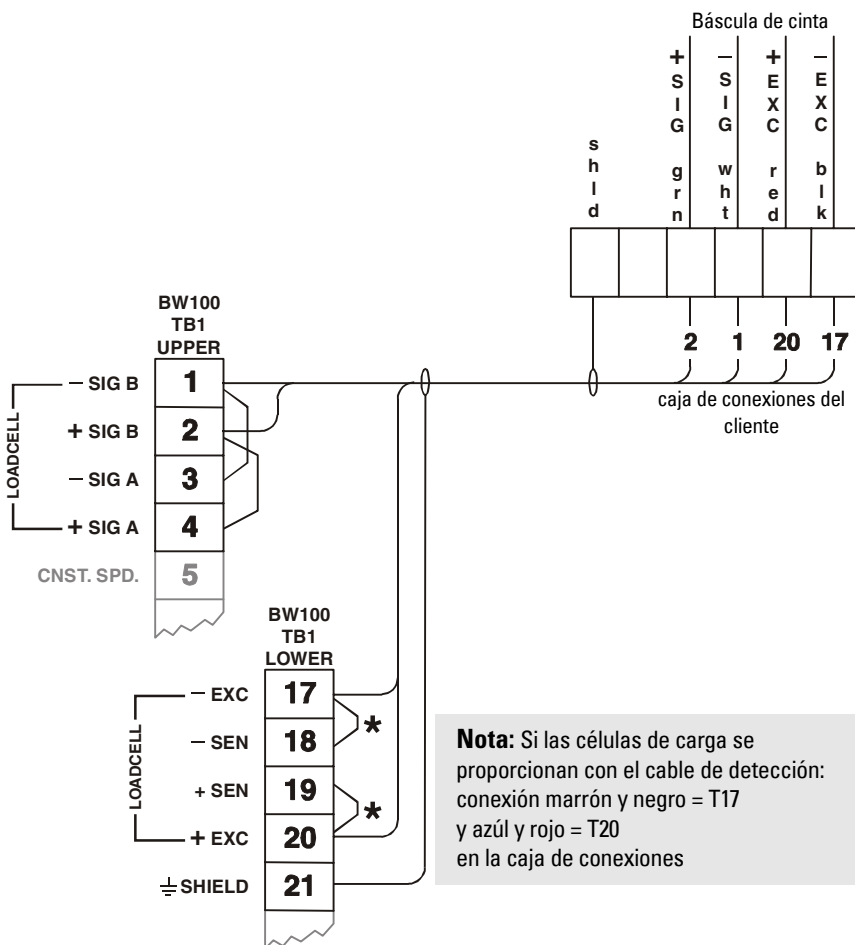 Báscula de cinta
+ SIG grn
− SIG wht
+ EXC red
− EXC blk
shld
2 1 20 17
caja de conexiones del
cliente
BW100
TB1
UPPER
LOADCELL
− SIG B 1
+ SIG B 2
− SIG A 3
+ SIG A 4
CNST. SPD. 5
BW100
TB1
LOWER
LOADCELL
− EXC 17
*
− SEN 18
+ SEN 19
*
+ EXC 20
⏚ SHIELD 21
Nota: Si las células de carga se
proporcionan con el cable de detección:
conexión marrón y negro = T17
y azúl y rojo = T20
en la caja de conexiones